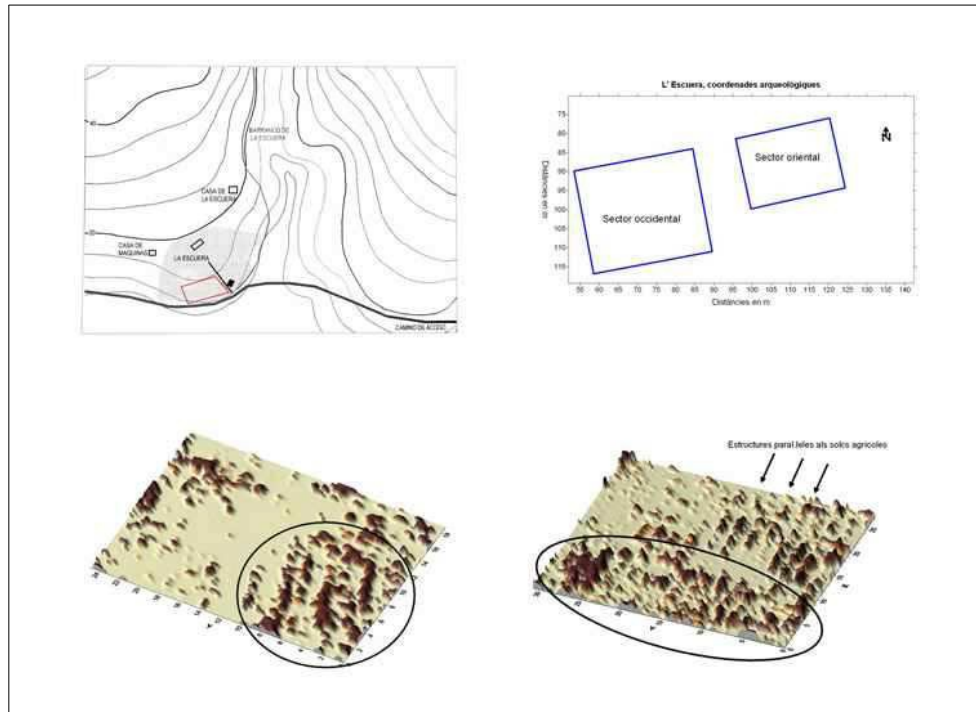 40
BARRANCO DE
LA ESCUERA
CASA DE
LA ESCUERA
CASA DE
MAQUINAS
LA ESCUERA
CAMINO DE ACCESO
L' Escuera, coordenades arqueològiques
Distàncies en m
75
80
85
90
95
100
105
110
115
Sector oriental
Sector occidental
N
55 60 65 70 75 80 85 90 95 100 105 110 115 120 125 130 135 140
Distàncies en m
Estructures paral.leles als solcs agrícoles